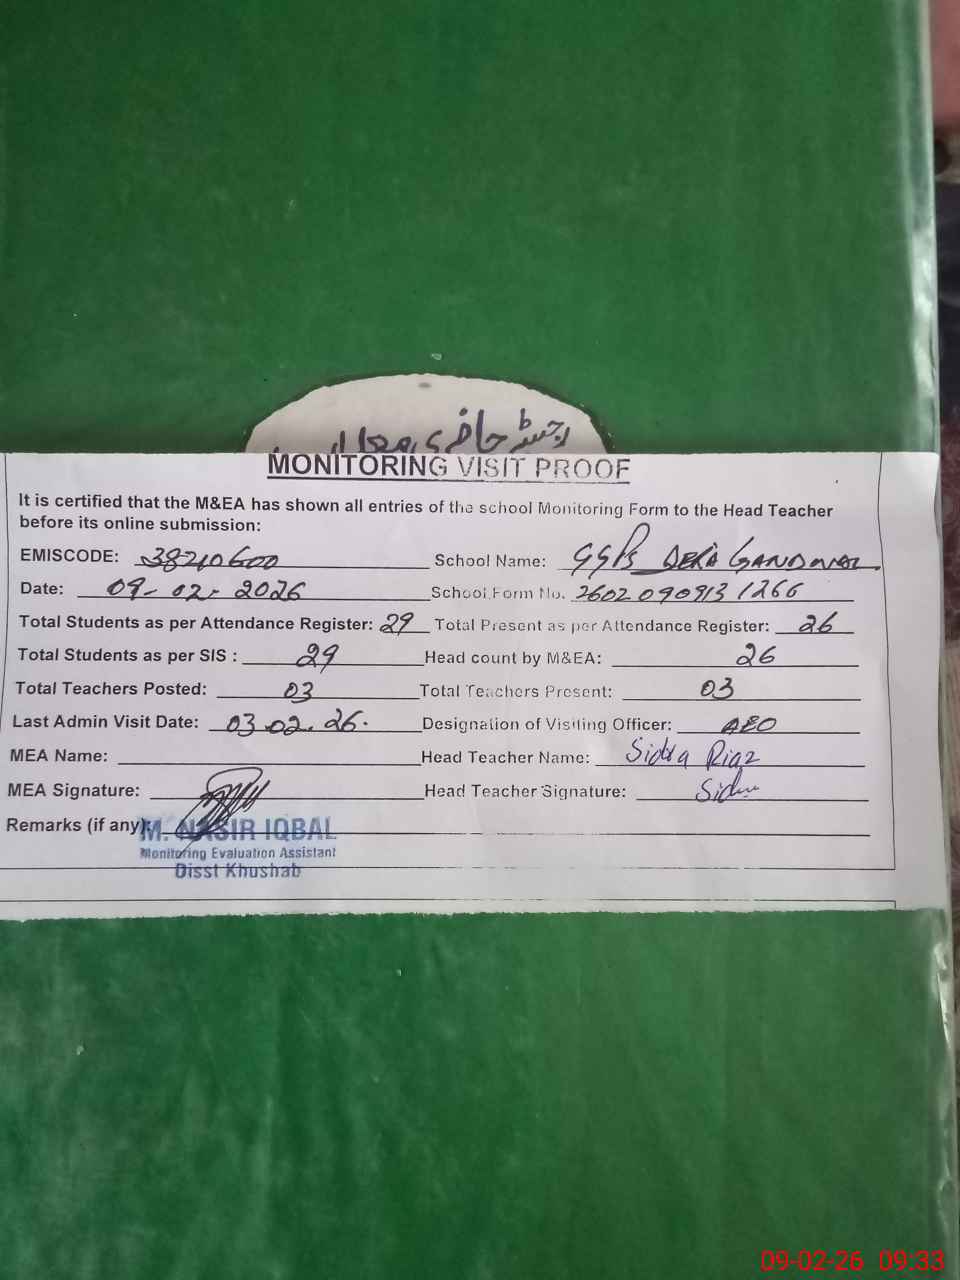 رجسٹر حاضری معلمات
MONITORING VISIT PROOF
It is certified that the M&EA has shown all entries of the school Monitoring Form to the Head Teacher
before its online submission:
EMISCODE: 38210600 School Name: GGPS DERA GANDWAL
Date: 09-02-2026 School Form No. 2602090913 1266
Total Students as per Attendance Register: 29 Total Present as per Attendance Register: 26
Total Students as per SIS : 29 Head count by M&EA: 26
Total Teachers Posted: 03 Total Teachers Present: 03
Last Admin Visit Date: 03.02.26. Designation of Visiting Officer: AEO
MEA Name: Head Teacher Name: Sidra Riaz
MEA Signature: Head Teacher Signature: Sidra
Remarks (if any):
M. NASIR IQBAL
Monitoring Evaluation Assistant
Disst Khushab
09-02-26 09:33